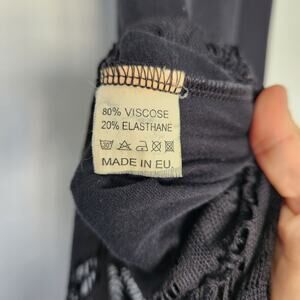 80% VISCOSE
20% ELASTHANE
MADE IN EU.